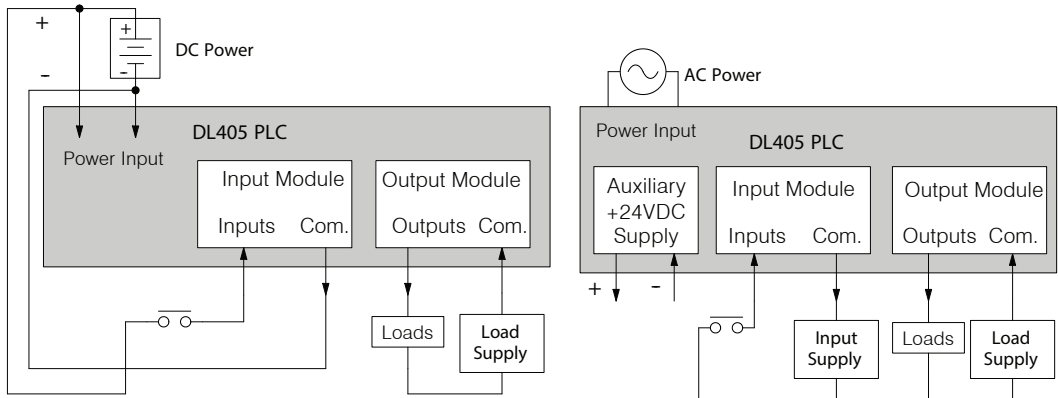 +
+
-
-
DC Power
DL405 PLC
Power Input
Input Module
Inputs Com.
Output Module
Outputs Com.
Loads
Load
Supply
AC Power
Power Input
DL405 PLC
Auxiliary
+24VDC
Supply
+ -
Input Module
Inputs Com.
Output Module
Outputs Com.
Input
Supply
Loads
Load
Supply